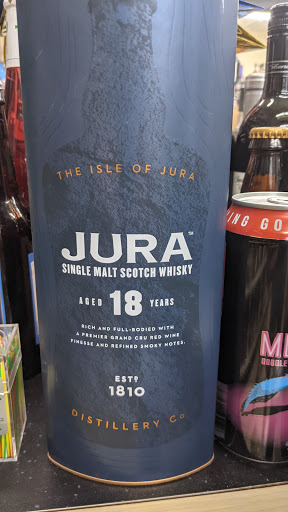 THE ISLE OF JURA
JURA™
SINGLE MALT SCOTCH WHISKY
AGED 18 YEARS
RICH AND FULL-BODIED WITH
A PREMIER GRAND CRU RED WINE
FINESSE AND REFINED SMOKY NOTES.
ESTD
1810
DISTILLERY Co